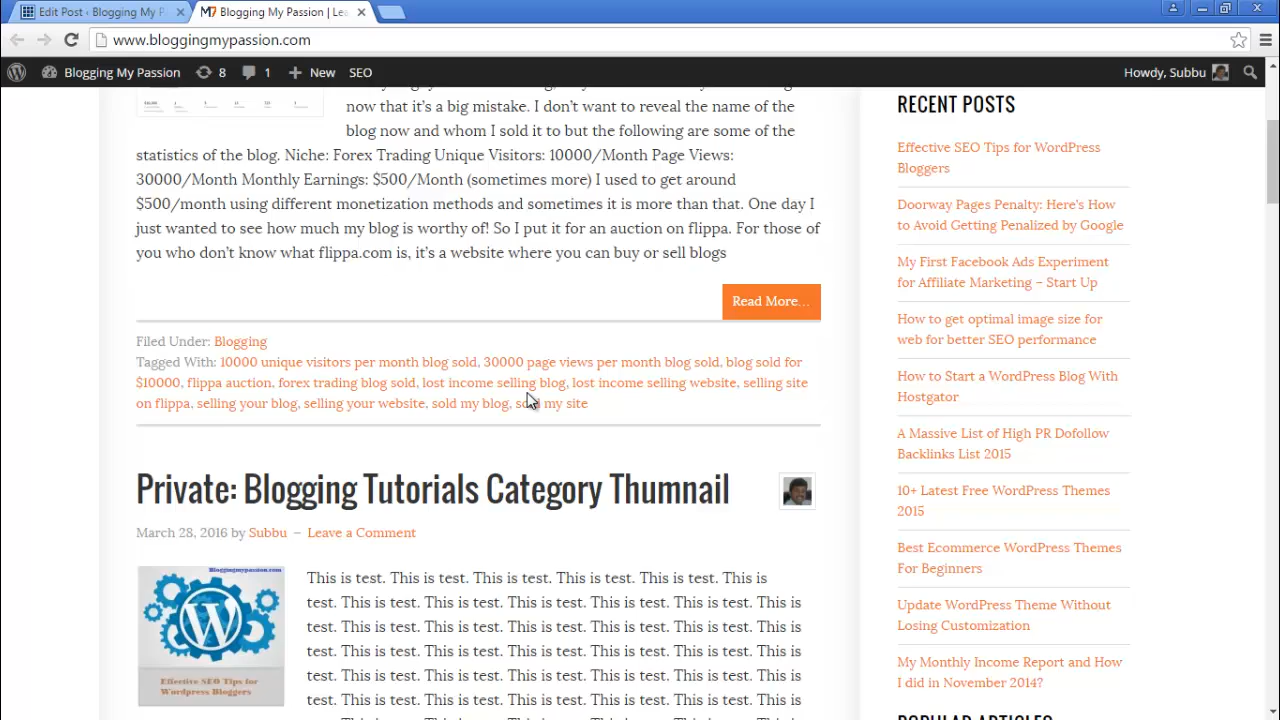 Edit Post ‹ Blogging My P
Blogging My Passion | Lea
www.bloggingmypassion.com
Blogging My Passion 8 1 New SEO Howdy, Subbu
now that it's a big mistake. I don't want to reveal the name of the
blog now and whom I sold it to but the following are some of the
statistics of the blog. Niche: Forex Trading Unique Visitors: 10000/Month Page Views:
30000/Month Monthly Earnings: $500/Month (sometimes more) I used to get around
$500/month using different monetization methods and sometimes it is more than that. One day I
just wanted to see how much my blog is worthy of! So I put it for an auction on flippa. For those of
you who don't know what flippa.com is, it's a website where you can buy or sell blogs
Read More…
Filed Under: Blogging
Tagged With: 10000 unique visitors per month blog sold, 30000 page views per month blog sold, blog sold for
$10000, flippa auction, forex trading blog sold, lost income selling blog, lost income selling website, selling site
on flippa, selling your blog, selling your website, sold my blog, sold my site
Private: Blogging Tutorials Category Thumnail
March 28, 2016 by Subbu – Leave a Comment
Bloggingmypassion.com
Effective SEO Tips for
Wordpress Bloggers
This is test. This is test. This is test. This is test. This is test. This is
test. This is test. This is test. This is test. This is test. This is
test. This is test. This is test. This is test. This is test. This is
test. This is test. This is test. This is test. This is test. This is
test. This is test. This is test. This is test. This is test. This is
test. This is test. This is test. This is test. This is test. This is
RECENT POSTS
Effective SEO Tips for WordPress
Bloggers
Doorway Pages Penalty: Here's How
to Avoid Getting Penalized by Google
My First Facebook Ads Experiment
for Affiliate Marketing – Start Up
How to get optimal image size for
web for better SEO performance
How to Start a WordPress Blog With
Hostgator
A Massive List of High PR Dofollow
Backlinks List 2015
10+ Latest Free WordPress Themes
2015
Best Ecommerce WordPress Themes
For Beginners
Update WordPress Theme Without
Losing Customization
My Monthly Income Report and How
I did in November 2014?
POPULAR ARTICLES